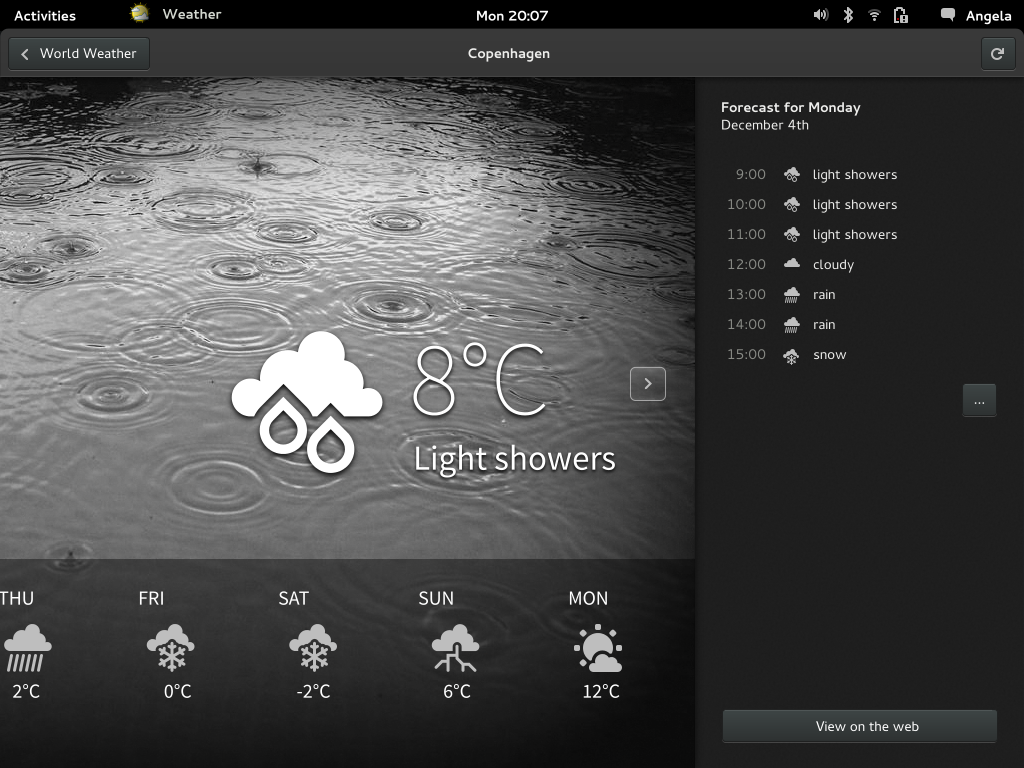 Activities
Weather
Mon 20:07
Angela
World Weather
Copenhagen
Forecast for Monday
December 4th
9:00 light showers
10:00 light showers
11:00 light showers
12:00 cloudy
13:00 rain
14:00 rain
15:00 snow
...
8°C
Light showers
THU
FRI
SAT
SUN
MON
2°C
0°C
-2°C
6°C
12°C
View on the web